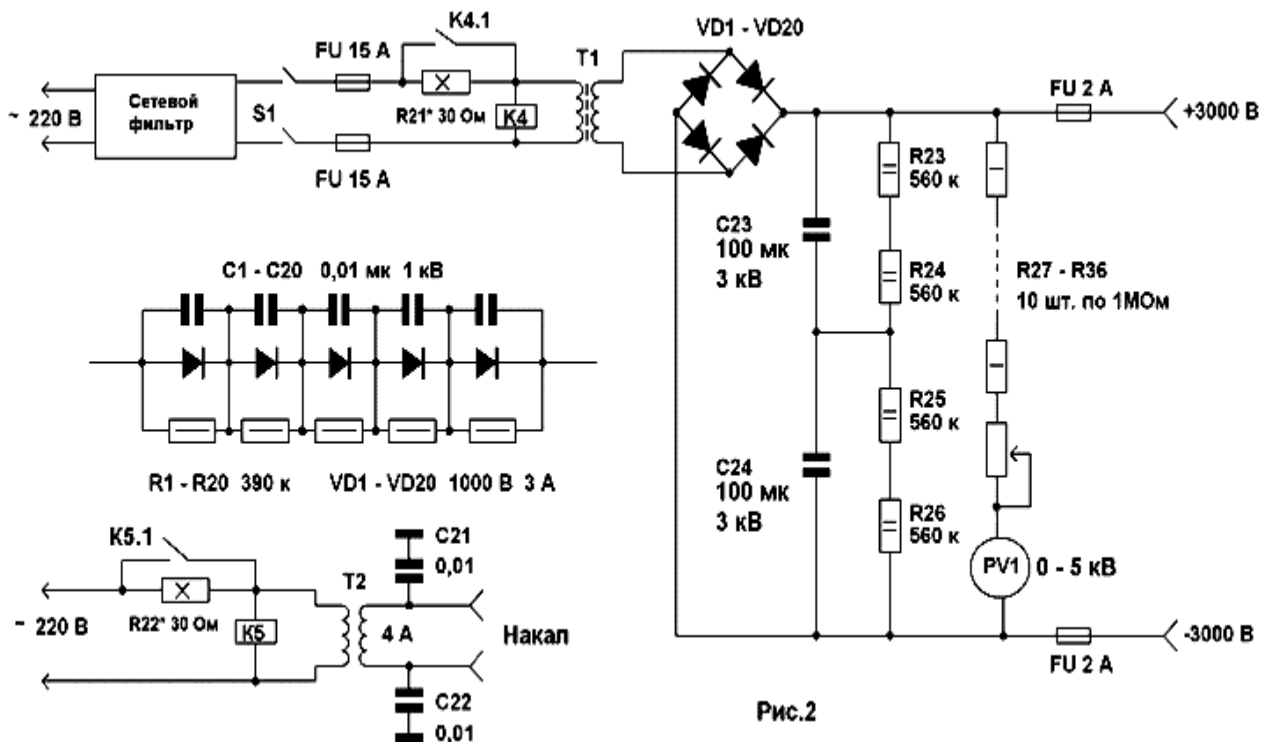 K4.1
VD1 - VD20
FU 15 А
T1
Сетевой
фильтр
~ 220 В
S1
R21* 30 Ом
K4
FU 15 А
FU 2 А
+3000 В
R23
560 к
C23
100 мк
3 кВ
R24
560 к
R27 - R36
10 шт. по 1МОм
C1 - C20 0,01 мк 1 кВ
R1 - R20 390 к VD1 - VD20 1000 В 3 А
R25
560 к
C24
100 мк
3 кВ
R26
560 к
PV1
0 - 5 кВ
K5.1
C21
0,01
T2
~ 220 В
R22* 30 Ом
K5
4 А
Накал
C22
0,01
-3000 В
FU 2 А
Рис.2